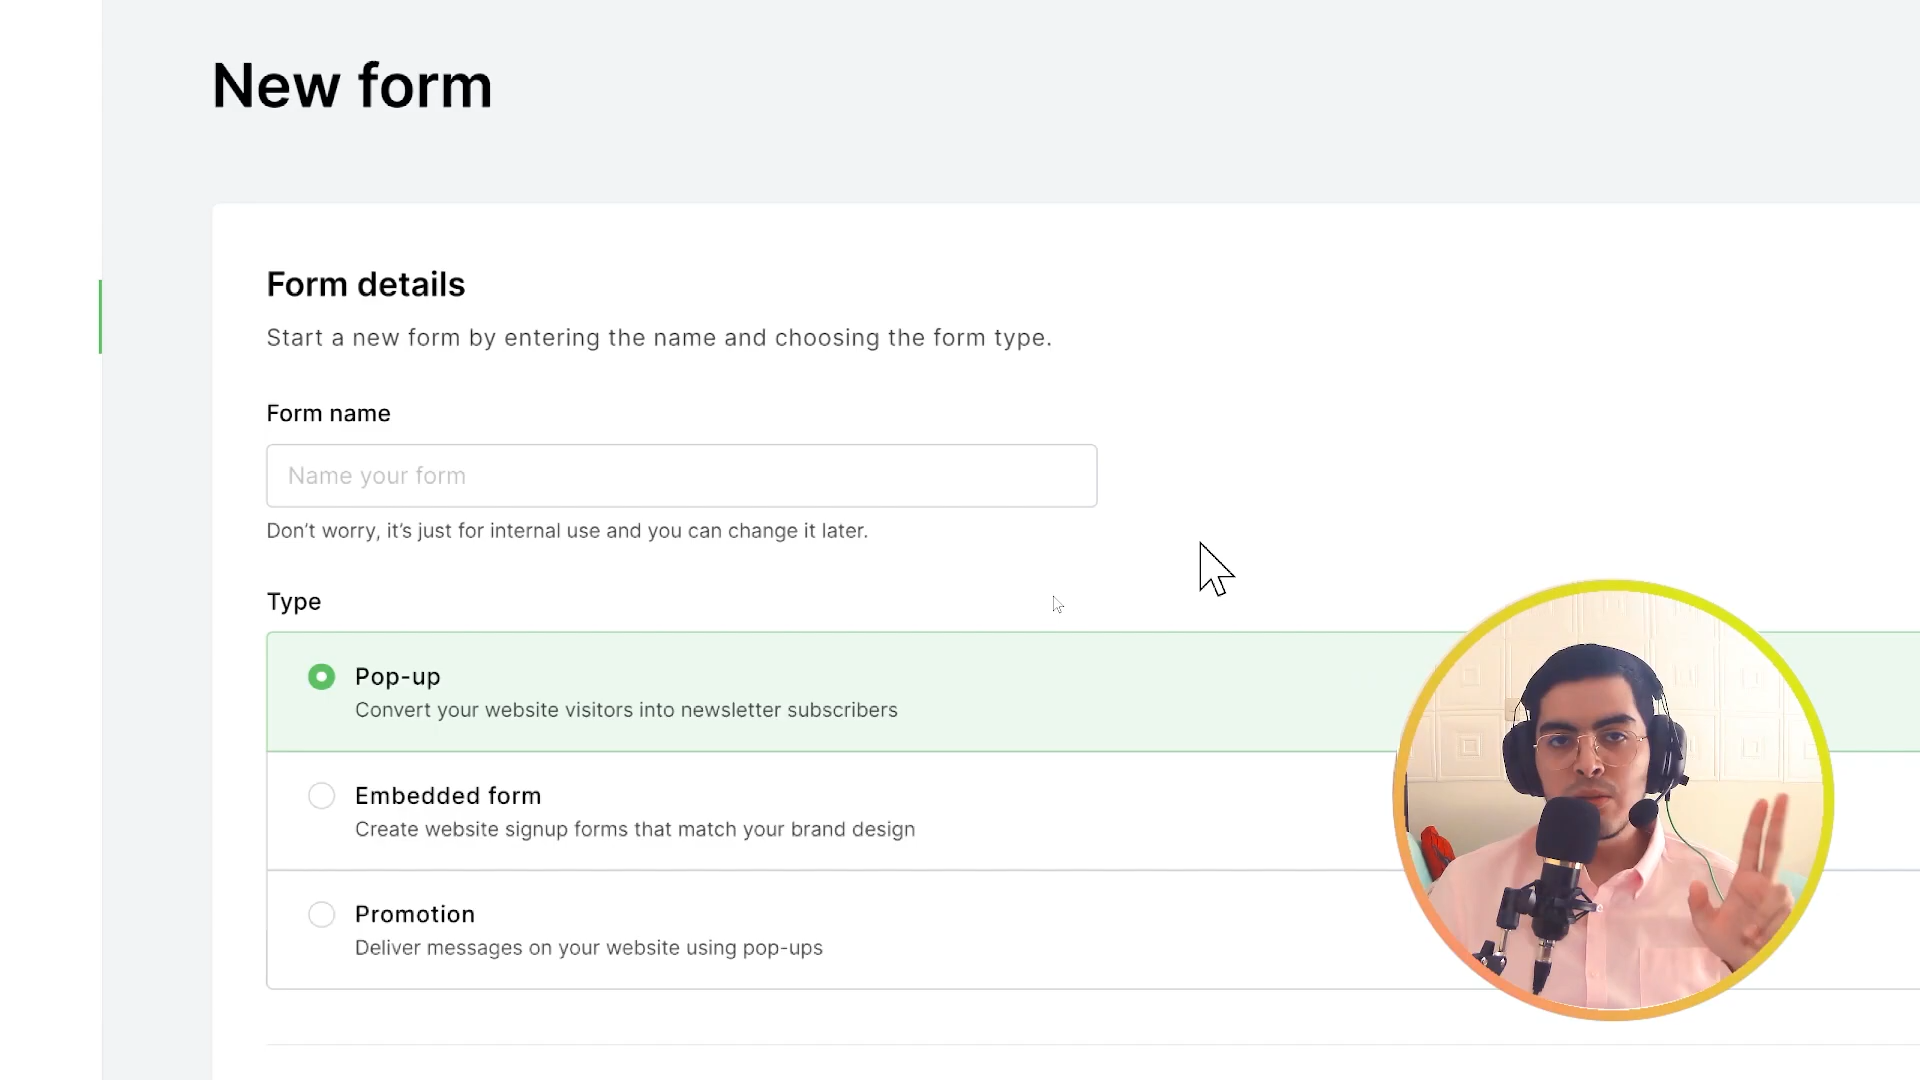 New form
Form details
Start a new form by entering the name and choosing the form type.
Form name
Name your form
Don’t worry, it’s just for internal use and you can change it later.
Type
Pop-up
Convert your website visitors into newsletter subscribers
Embedded form
Create website signup forms that match your brand design
Promotion
Deliver messages on your website using pop-ups